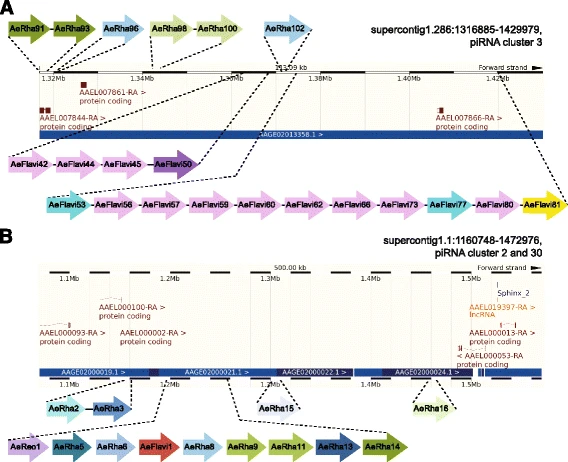 A
AeRha91 AeRha93 AeRha96 AeRha98 AeRha100 AeRha102
supercontig1.286:1316885-1429979,
piRNA cluster 3
113.09 kb Forward strand
1.32Mb 1.34Mb 1.36Mb 1.38Mb 1.40Mb 1.42Mb
AAEL007861-RA >
protein coding
AAEL007844-RA > AAEL007866-RA >
protein coding protein coding
AAGE02013358.1 >
AeFlavi42 AeFlavi44 AeFlavi45 AeFlavi50
AeFlavi53 AeFlavi56 AeFlavi57 AeFlavi59 AeFlavi60 AeFlavi62 AeFlavi66 AeFlavi73 AeFlavi77 AeFlavi80 AeFlavi81
B
supercontig1.1:1160748-1472976,
piRNA cluster 2 and 30
500.00 kb Forward strand
1.1Mb 1.2Mb 1.3Mb 1.4Mb 1.5Mb
Sphinx_2
AAEL000100-RA > AAEL019397-RA >
protein coding lncRNA
AAEL000093-RA > AAEL000002-RA > AAEL000013-RA >
protein coding protein coding protein coding
< AAEL000053-RA
protein coding
AAGE02000019.1 > AAGE02000021.1 > AAGE02000022.1 > AAGE02000024.1 >
1.1Mb 1.2Mb 1.3Mb 1.4Mb 1.5Mb
AeRha2 AeRha3 AeRha15 AeRha16
AeReo1 AeRha5 AeRha6 AeFlavi1 AeRha8 AeRha9 AeRha11 AeRha13 AeRha14